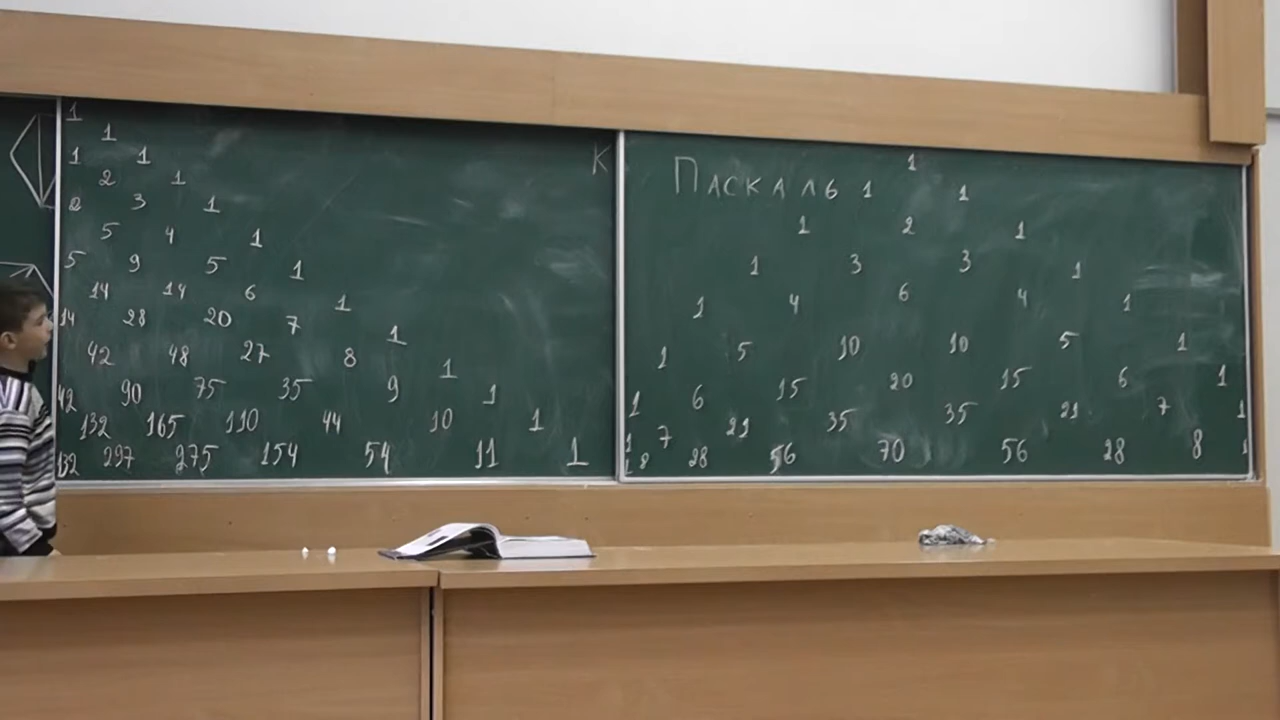 1
1
1 1
2 1
2 3 1
5 4 1
5 9 5 1
14 14 6 1
14 28 20 7 1
42 48 27 8 1
42 90 75 35 9 1
132 165 110 44 10 1
132 297 275 154 54 11 1
К
Паскаль
1
1 1
1 2 1
1 3 3 1
1 4 6 4 1
1 5 10 10 5 1
1 6 15 20 15 6 1
1 7 21 35 35 21 7 1
1 8 28 56 70 56 28 8 1